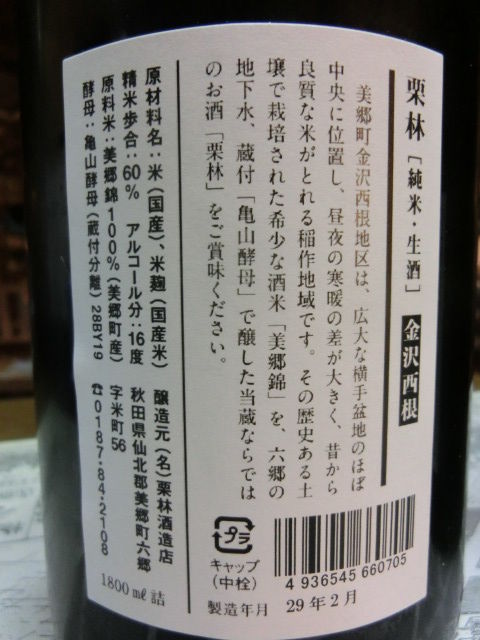 栗林 [純米・生酒] 金沢西根
美郷町金沢西根地区は、広大な横手盆地のほぼ
中央に位置し、昼夜の寒暖の差が大きく、昔から
良質な米がとれる稲作地域です。その歴史ある土
壌で栽培された希少な酒米「美郷錦」を、六郷の
地下水、蔵付「亀山酵母」で醸した当蔵ならでは
のお酒「栗林」をご賞味ください。
原材料名：米(国産)、米麹(国産米)
精米歩合：60% アルコール分：16度
原料米：美郷錦100%(美郷町産)
酵母：亀山酵母(蔵付分離) 28BY19
醸造元(名)栗林酒造店
秋田県仙北郡美郷町六郷
字米町56
☎0187-84-2108
1800㎖詰
プラ
キャップ
(中栓)
4 936545 660705
製造年月 29年2月